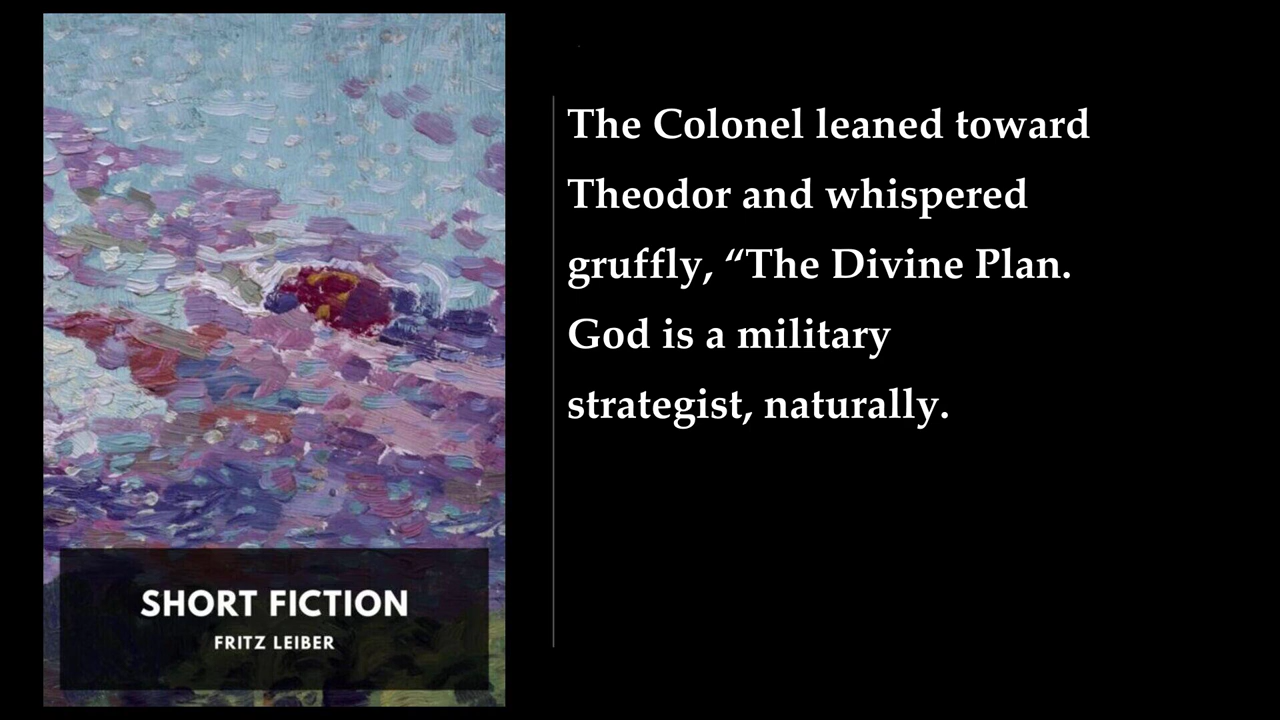 SHORT FICTION
FRITZ LEIBER
The Colonel leaned toward
Theodor and whispered
gruffly, “The Divine Plan.
God is a military
strategist, naturally.